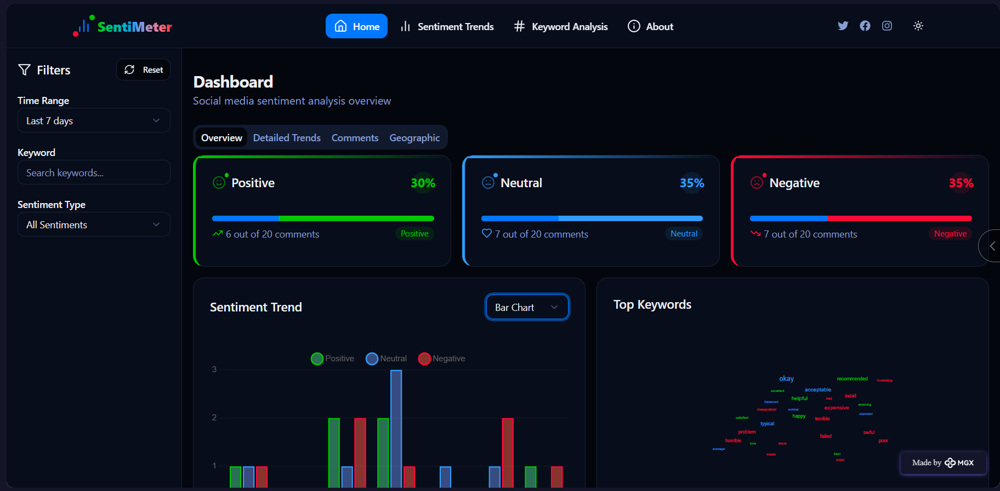 SentiMeter
Home
Sentiment Trends
Keyword Analysis
About
Filters
Reset
Time Range
Last 7 days
Keyword
Search keywords...
Sentiment Type
All Sentiments
Dashboard
Social media sentiment analysis overview
Overview
Detailed Trends
Comments
Geographic
Positive
30%
6 out of 20 comments
Positive
Neutral
35%
7 out of 20 comments
Neutral
Negative
35%
7 out of 20 comments
Negative
Sentiment Trend
Bar Chart
Positive
Neutral
Negative
3
2
1
Top Keywords
okay
recommended
frustrating
excellent
acceptable
helpful
bad
avoid
balanced
disappointed
normal
expensive
amazing
standard
satisfied
happy
terrible
typical
problem
failed
awful
horrible
love
issue
poor
average
waste
best
worst
Made by MGX